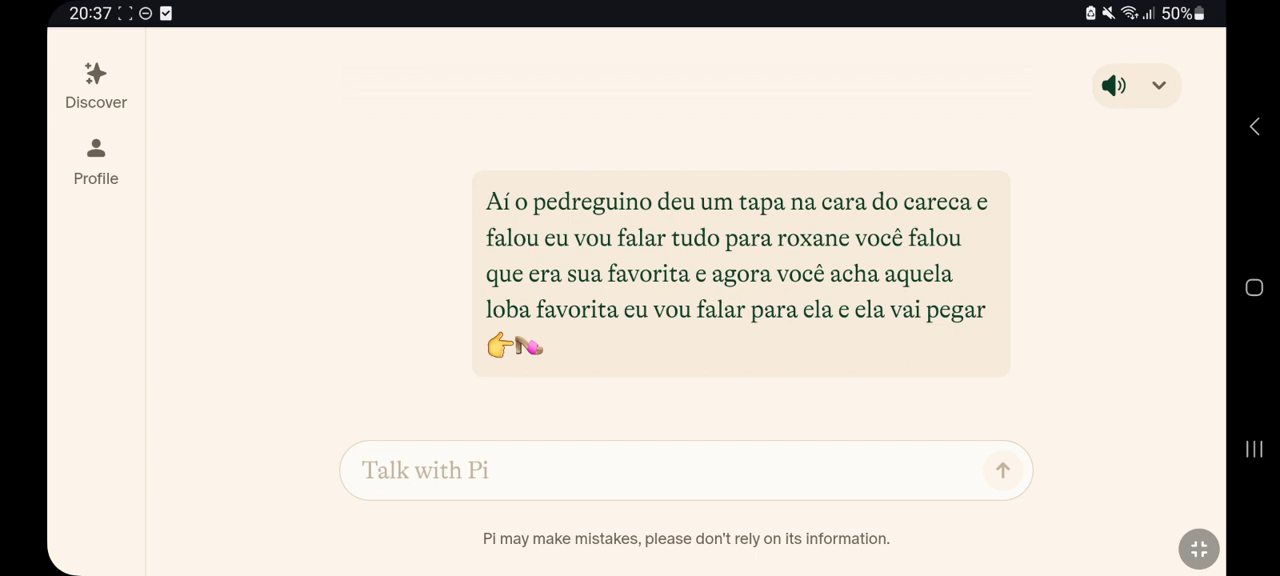 20:37
50%
Discover
Profile
Aí o pedreguino deu um tapa na cara do careca e
falou eu vou falar tudo para roxane você falou
que era sua favorita e agora você acha aquela
loba favorita eu vou falar para ela e ela vai pegar
👉👠
Talk with Pi
Pi may make mistakes, please don't rely on its information.